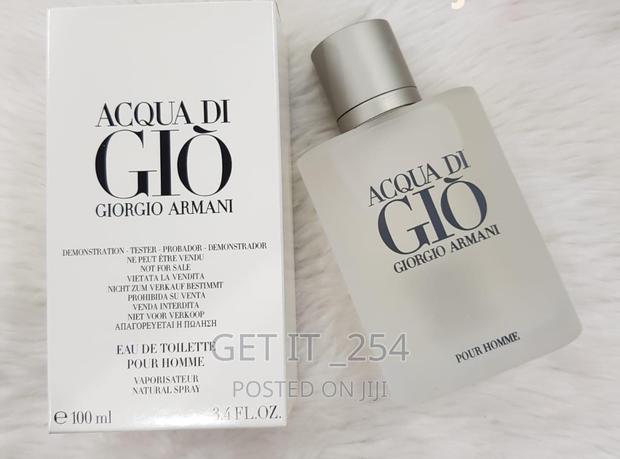 ACQUA DI
GIÒ
GIORGIO ARMANI
DEMONSTRATION - TESTER - PROBADOR - DEMONSTRADOR
NE PEUT ÊTRE VENDU
NOT FOR SALE
VIETATA LA VENDITA
NICHT ZUM VERKAUF BESTIMMT
PROHIBIDA SU VENTA
VENDA INTERDITA
NIET VOOR VERKOOP
ΑΠΑΓΟΡΕΥΕΤΑΙ Η ΠΩΛΗΣΗ
EAU DE TOILETTE
POUR HOMME
VAPORISATEUR
NATURAL SPRAY
e 100 ml 3.4 FL.OZ.
ACQUA DI
GIÒ
GIORGIO ARMANI
POUR HOMME
GET IT _254
POSTED ON JIJI